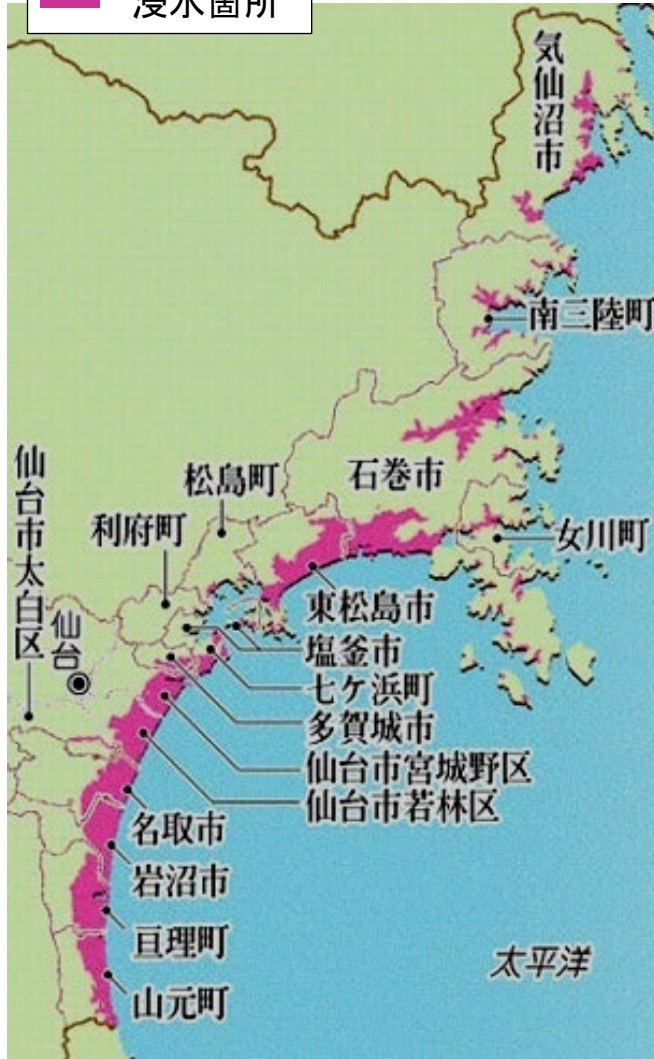 浸水箇所
気仙沼市
南三陸町
石巻市
松島町
利府町
女川町
仙台市太白区
仙台
東松島市
塩釜市
七ケ浜町
多賀城市
仙台市宮城野区
仙台市若林区
名取市
岩沼市
亘理町
山元町
太平洋